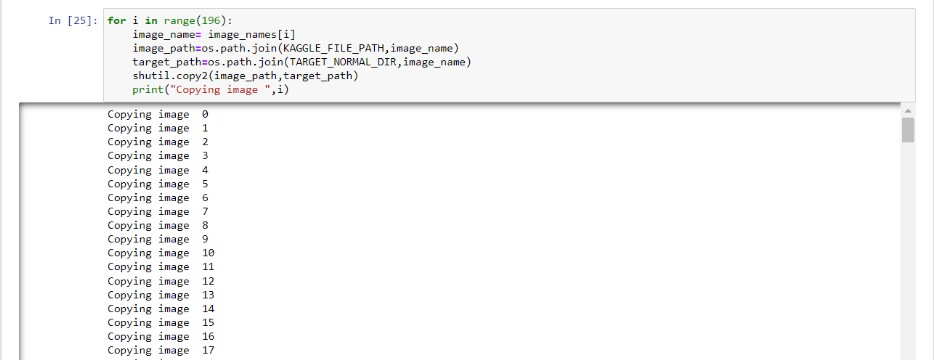 In [25]: for i in range(196):
    image_name= image_names[i]
    image_path=os.path.join(KAGGLE_FILE_PATH,image_name)
    target_path=os.path.join(TARGET_NORMAL_DIR,image_name)
    shutil.copy2(image_path,target_path)
    print("Copying image ",i)
Copying image  0
Copying image  1
Copying image  2
Copying image  3
Copying image  4
Copying image  5
Copying image  6
Copying image  7
Copying image  8
Copying image  9
Copying image  10
Copying image  11
Copying image  12
Copying image  13
Copying image  14
Copying image  15
Copying image  16
Copying image  17